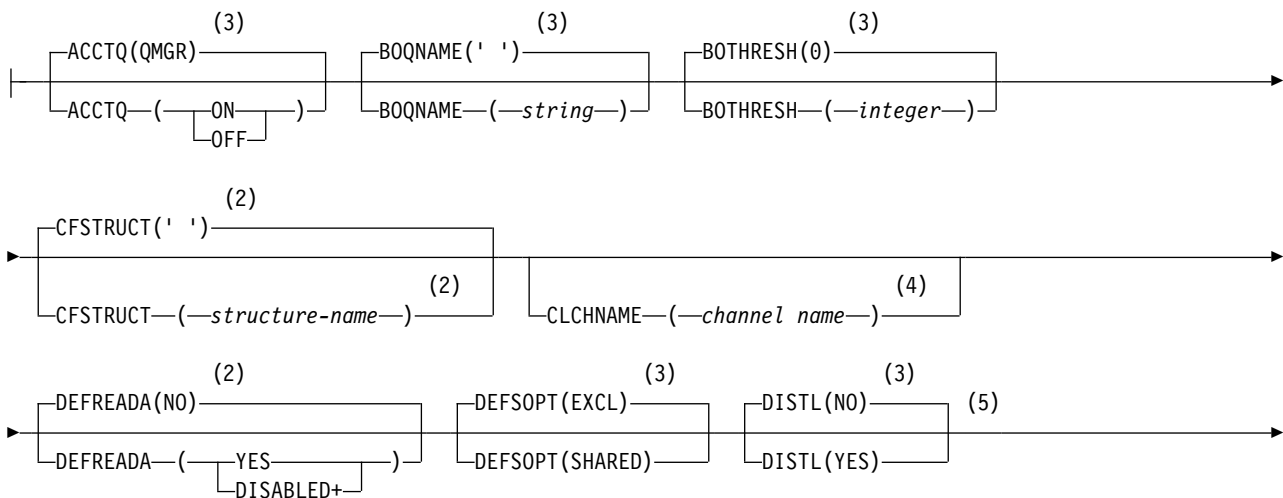 (3) (3) (3)
ACCTQ(QMGR) BOQNAME(' ') BOTHRESH(0)
ACCTQ ( ON ) BOQNAME ( string ) BOTHRESH ( integer )
OFF
(2)
CFSTRUCT(' ')
(2) (4)
CFSTRUCT ( structure-name ) CLCHNAME ( channel name )
(2) (3) (3)
DEFREADA(NO) DEFSOPT(EXCL) DISTL(NO) (5)
DEFREADA ( YES ) DEFSOPT(SHARED) DISTL(YES)
DISABLED+